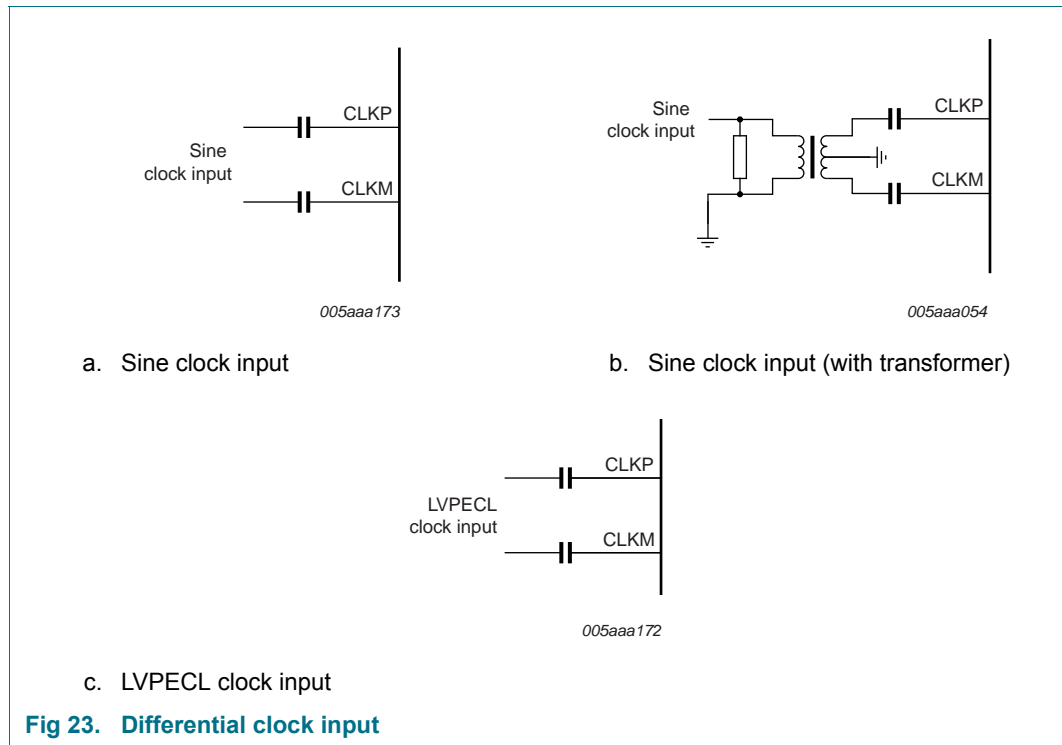 CLKP
Sine
clock input
CLKM
005aaa173
a. Sine clock input
Sine
clock input
CLKP
CLKM
005aaa054
b. Sine clock input (with transformer)
CLKP
LVPECL
clock input
CLKM
005aaa172
c. LVPECL clock input
Fig 23. Differential clock input